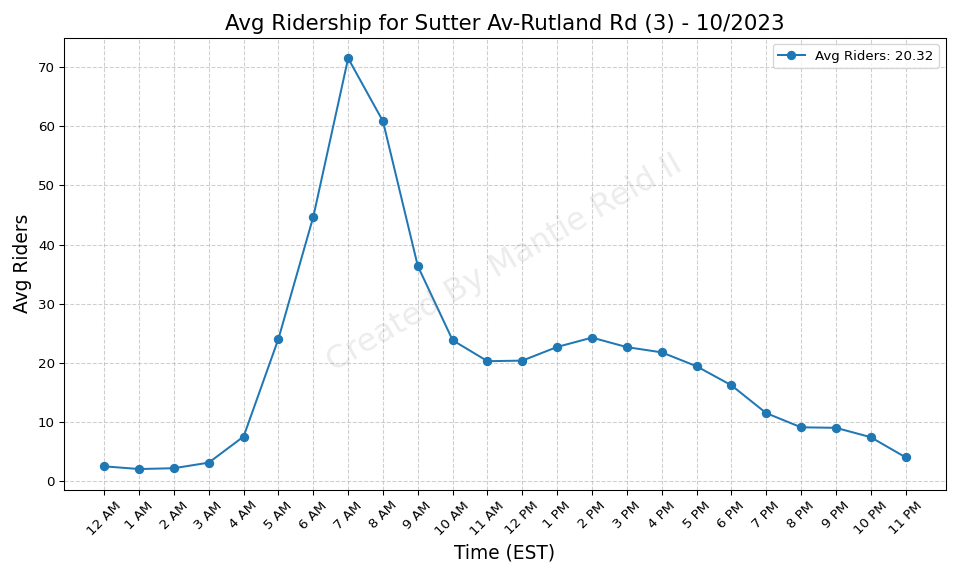 Avg Ridership for Sutter Av-Rutland Rd (3) - 10/2023
Avg Riders: 20.32
Avg Riders
70
60
50
40
30
20
10
0
Created By Mantle Reid II
12 AM
1 AM
2 AM
3 AM
4 AM
5 AM
6 AM
7 AM
8 AM
9 AM
10 AM
11 AM
12 PM
1 PM
2 PM
3 PM
4 PM
5 PM
6 PM
7 PM
8 PM
9 PM
10 PM
11 PM
Time (EST)